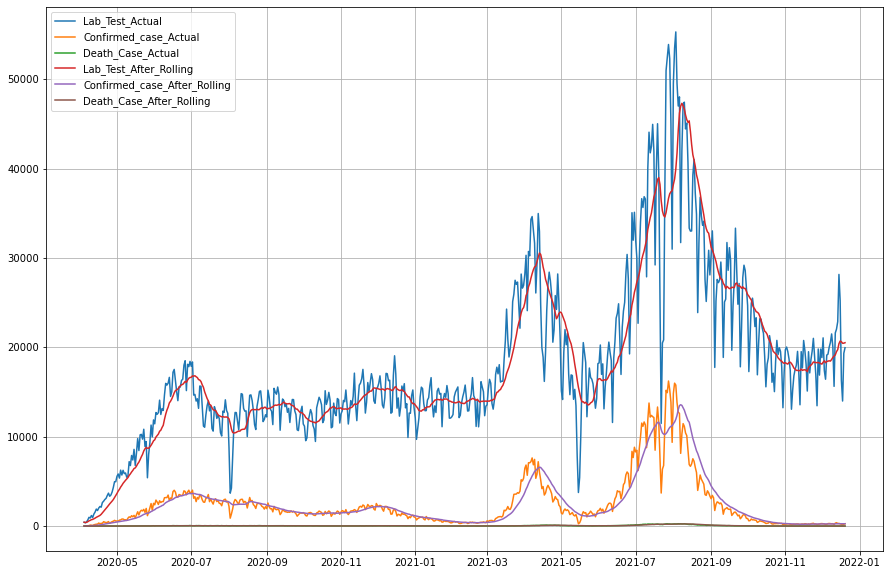 Lab_Test_Actual
Confirmed_case_Actual
Death_Case_Actual
Lab_Test_After_Rolling
Confirmed_case_After_Rolling
Death_Case_After_Rolling
50000
40000
30000
20000
10000
0
2020-05 2020-07 2020-09 2020-11 2021-01 2021-03 2021-05 2021-07 2021-09 2021-11 2022-01